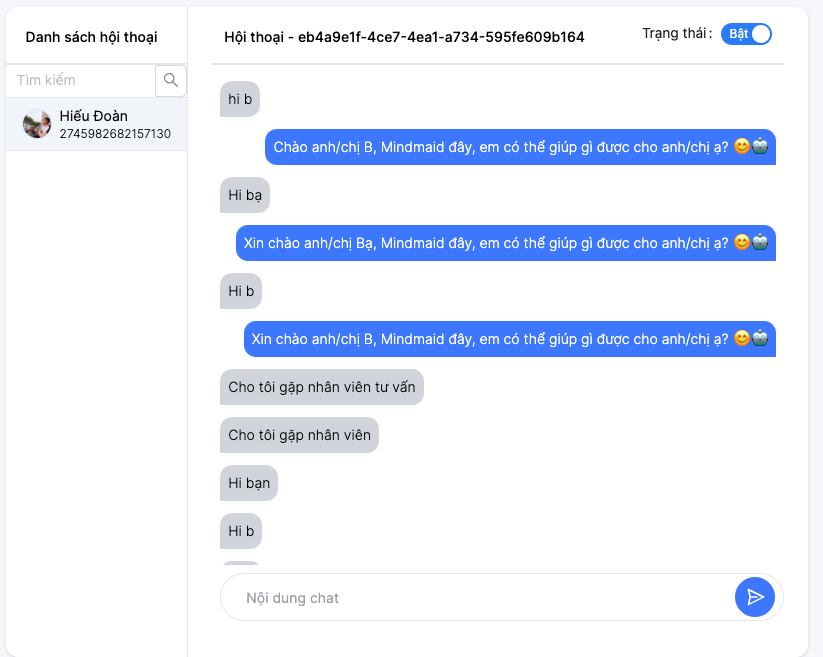 Danh sách hội thoại
Tìm kiếm
Hiếu Đoàn
2745982682157130
Hội thoại - eb4a9e1f-4ce7-4ea1-a734-595fe609b164
Trạng thái :
Bật
hi b
Chào anh/chị B, Mindmaid đây, em có thể giúp gì được cho anh/chị ạ? 😊🤖
Hi bạ
Xin chào anh/chị Bạ, Mindmaid đây, em có thể giúp gì được cho anh/chị ạ? 😊🤖
Hi b
Xin chào anh/chị B, Mindmaid đây, em có thể giúp gì được cho anh/chị ạ? 😊🤖
Cho tôi gặp nhân viên tư vấn
Cho tôi gặp nhân viên
Hi bạn
Hi b
Nội dung chat